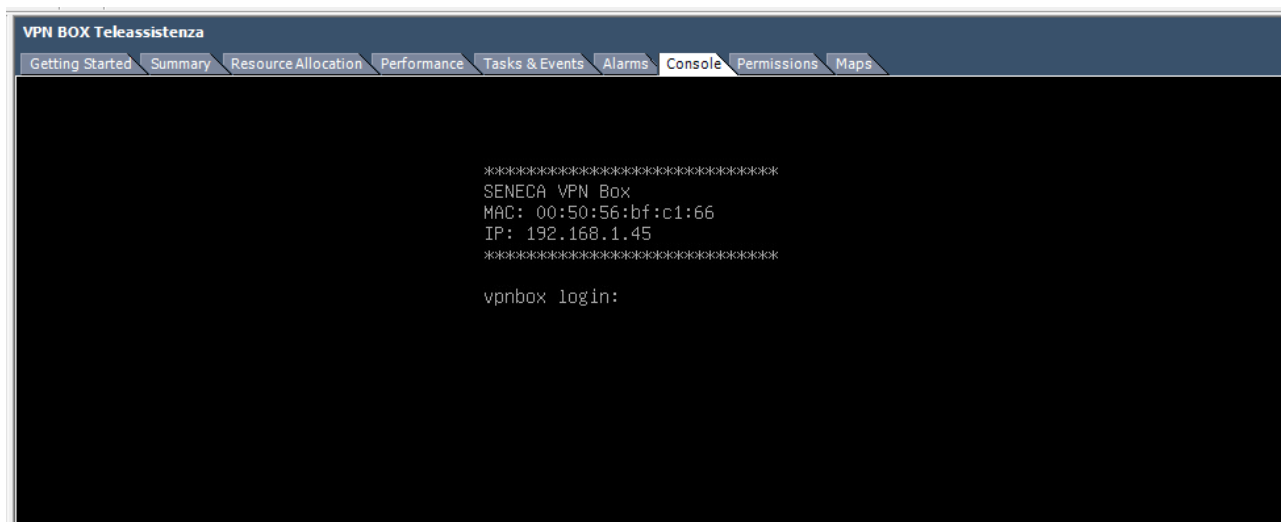 VPN BOX Teleassistenza
Getting Started Summary Resource Allocation Performance Tasks & Events Alarms Console Permissions Maps
****************************
SENECA VPN Box
MAC: 00:50:56:bf:c1:66
IP: 192.168.1.45
****************************
vpnbox login: